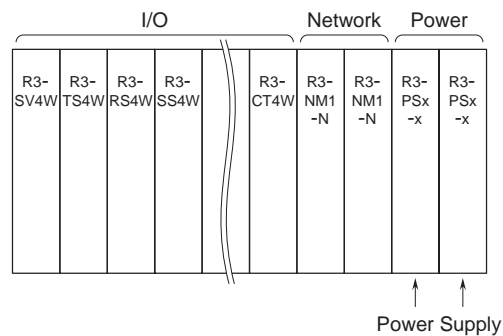 I/O Network Power
R3-
SV4W
R3-
TS4W
R3-
RS4W
R3-
SS4W
R3-
CT4W
R3-
NM1
-N
R3-
NM1
-N
R3-
PSx
-x
R3-
PSx
-x
Power Supply